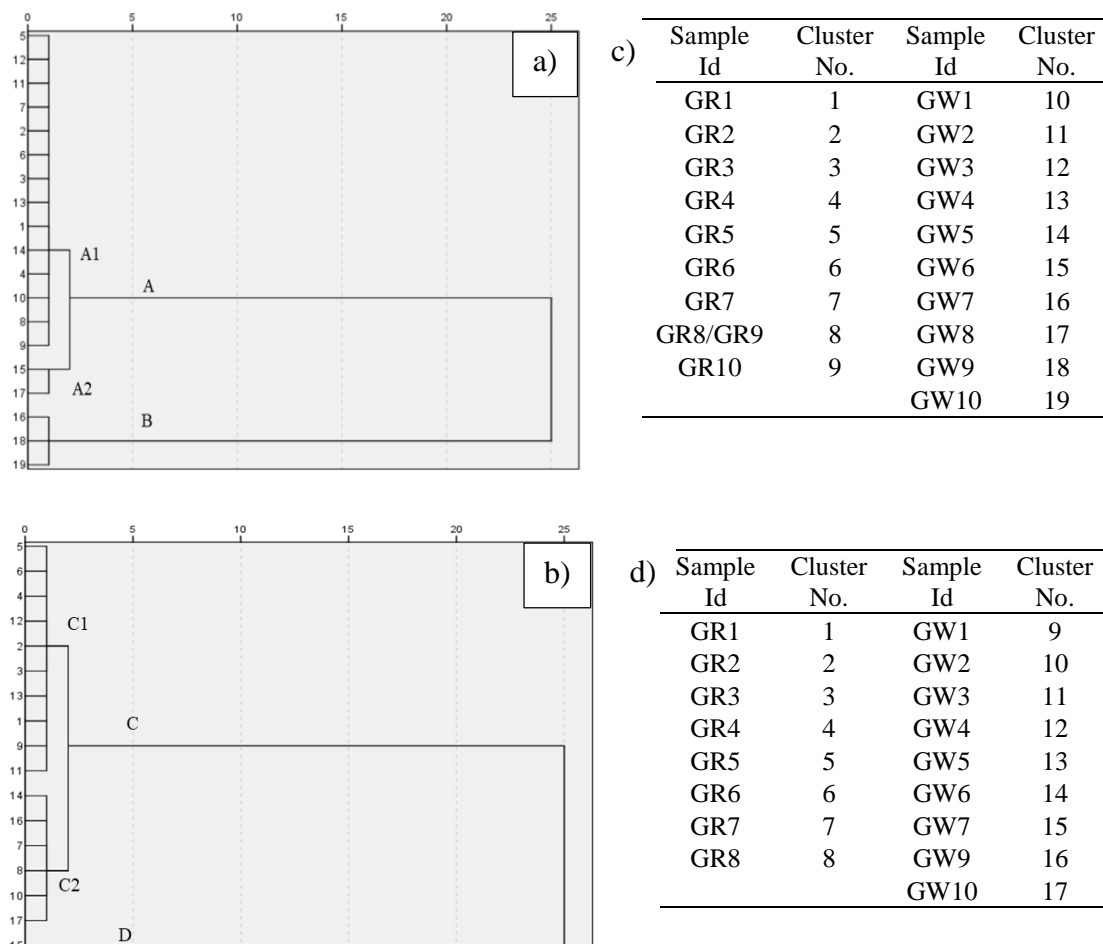 0 5 10 15 20 25
a)
5
12
11
7
2
6
3
13
1
14
4
10
8
9
15
17
16
18
19
A1
A
A2
B
c)
Sample Cluster Sample Cluster
Id No. Id No.
GR1 1 GW1 10
GR2 2 GW2 11
GR3 3 GW3 12
GR4 4 GW4 13
GR5 5 GW5 14
GR6 6 GW6 15
GR7 7 GW7 16
GR8/GR9 8 GW8 17
GR10 9 GW9 18
GW10 19
0 5 10 15 20 25
b)
5
6
4
12
2
3
13
1
9
11
14
16
7
8
10
17
C1
C
C2
D
d)
Sample Cluster Sample Cluster
Id No. Id No.
GR1 1 GW1 9
GR2 2 GW2 10
GR3 3 GW3 11
GR4 4 GW4 12
GR5 5 GW5 13
GR6 6 GW6 14
GR7 7 GW7 15
GR8 8 GW9 16
GW10 17